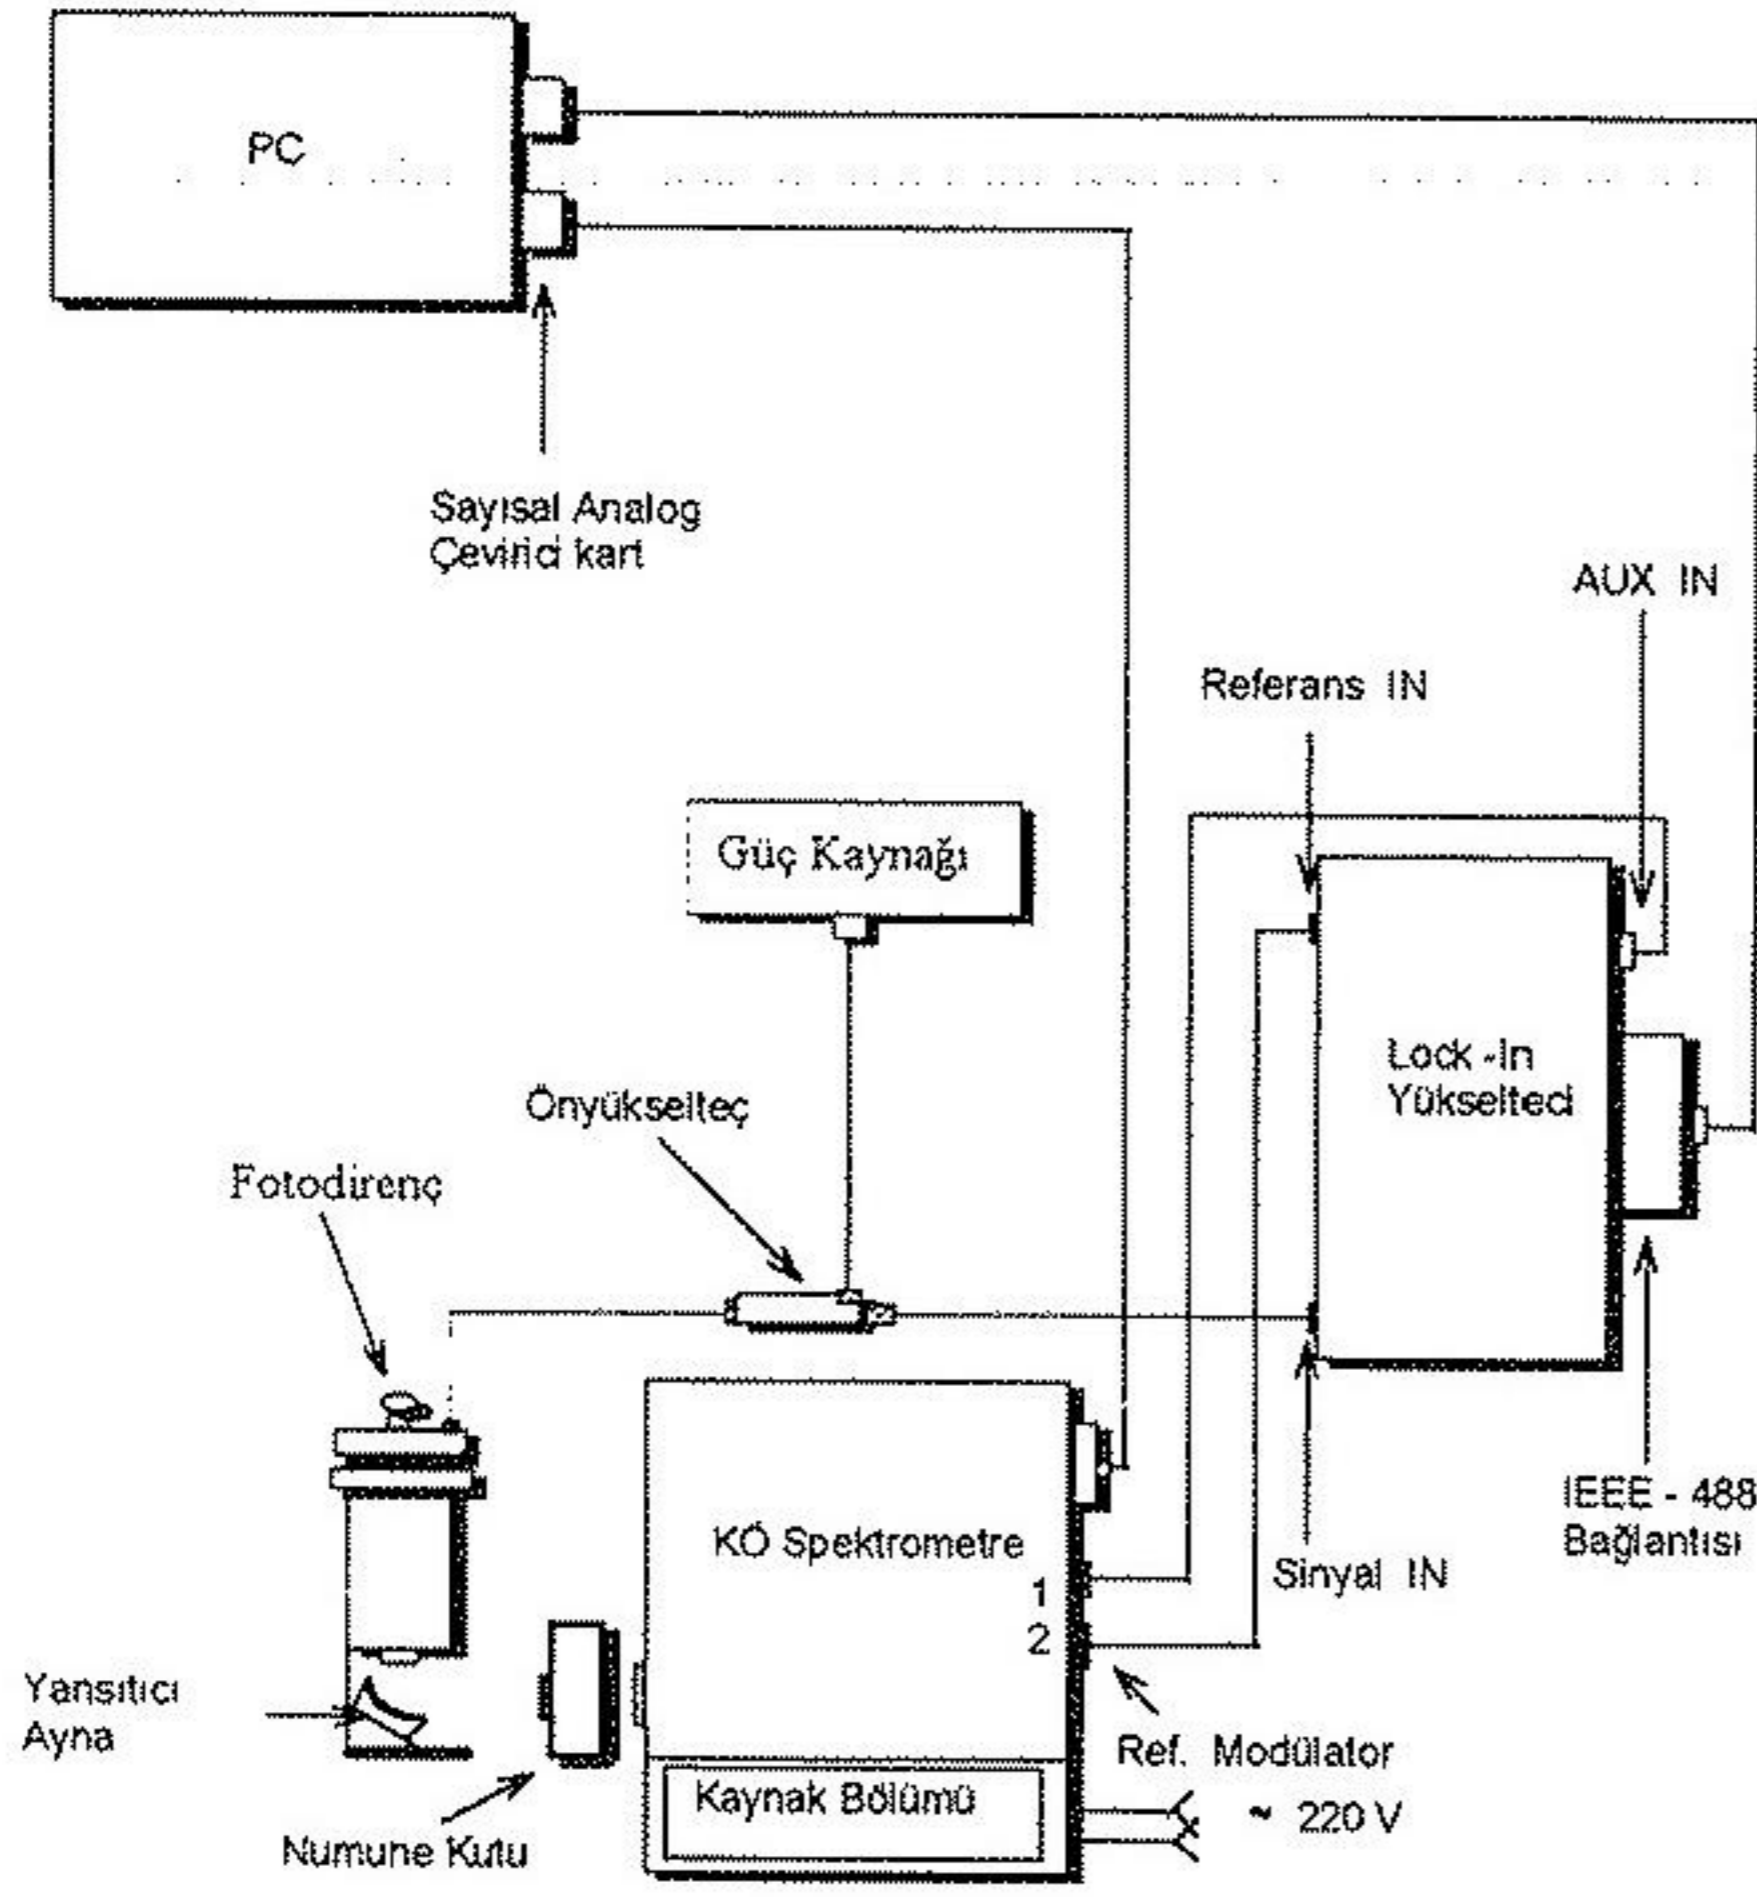 PC
Sayısal Analog
Çevirici kart
AUX IN
Referans IN
Güç Kaynağı
Lock -In
Yükselteci
Önyükselteç
Fotodirenç
KÖ Spektrometre
1
2
IEEE - 488
Bağlantısı
Sinyal IN
Yansıtıcı
Ayna
Ref. Modülator
Kaynak Bölümü
~ 220 V
Numune Kutu